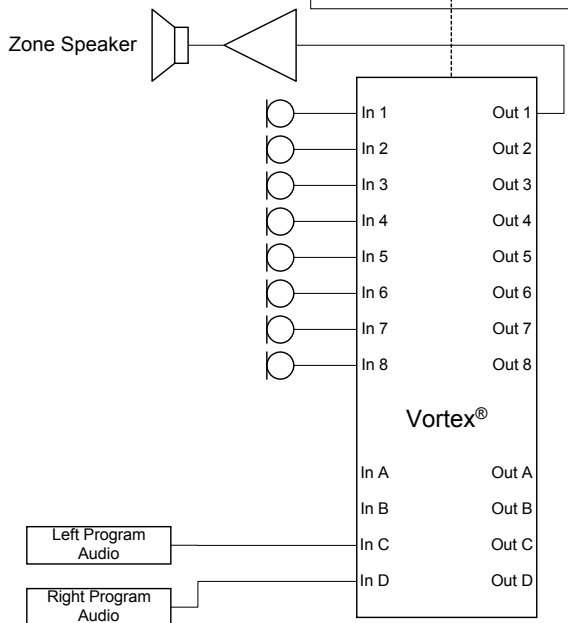 Zone Speaker
In 1 Out 1
In 2 Out 2
In 3 Out 3
In 4 Out 4
In 5 Out 5
In 6 Out 6
In 7 Out 7
In 8 Out 8
Vortex®
In A Out A
In B Out B
Left Program
Audio
In C Out C
In D Out D
Right Program
Audio